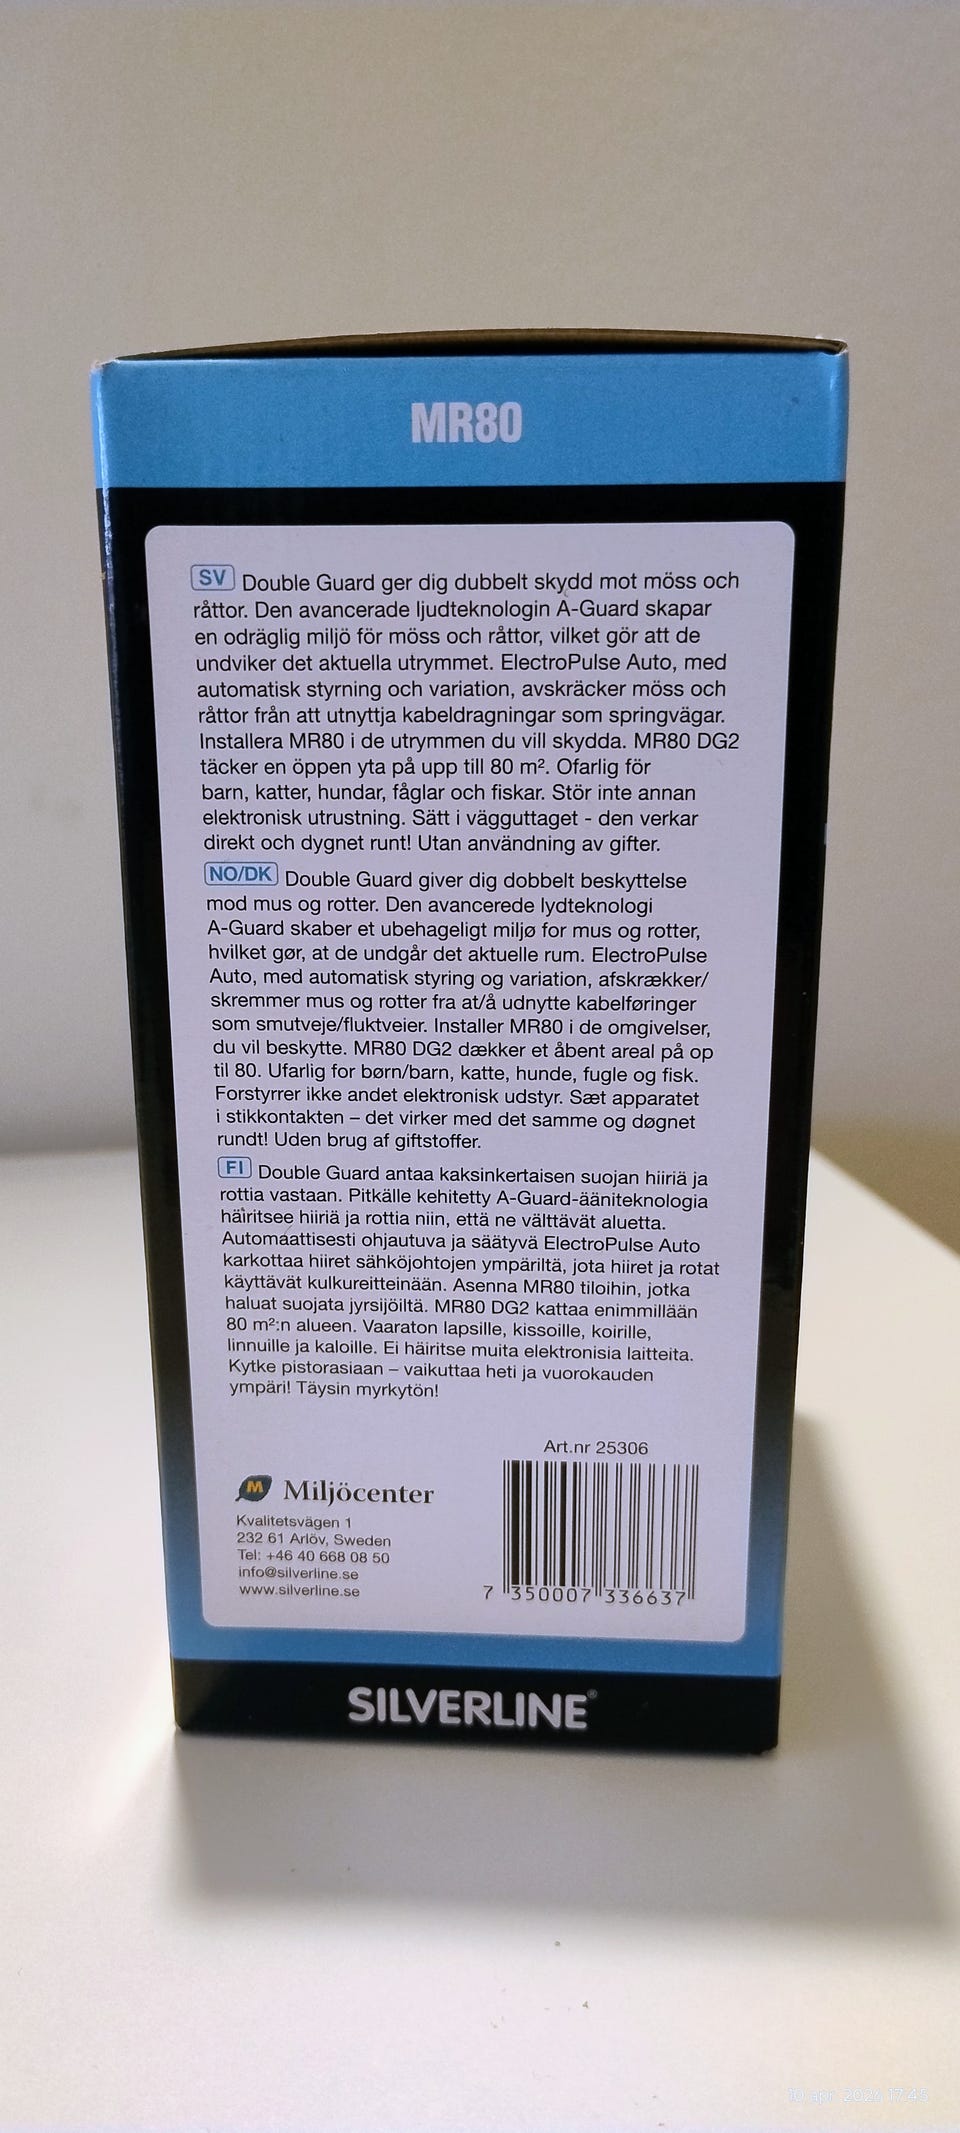 MR80
SV Double Guard ger dig dubbelt skydd mot möss och
råttor. Den avancerade ljudteknologin A-Guard skapar
en odräglig miljö för möss och råttor, vilket gör att de
undviker det aktuella utrymmet. ElectroPulse Auto, med
automatisk styrning och variation, avskräcker möss och
råttor från att utnyttja kabeldragningar som springvägar.
Installera MR80 i de utrymmen du vill skydda. MR80 DG2
täcker en öppen yta på upp till 80 m². Ofarlig för
barn, katter, hundar, fåglar och fiskar. Stör inte annan
elektronisk utrustning. Sätt i vägguttaget - den verkar
direkt och dygnet runt! Utan användning av gifter.
NO/DK Double Guard giver dig dobbelt beskyttelse
mod mus og rotter. Den avancerede lydteknologi
A-Guard skaber et ubehageligt miljø for mus og rotter,
hvilket gør, at de undgår det aktuelle rum. ElectroPulse
Auto, med automatisk styring og variation, afskrækker/
skremmer mus og rotter fra at/å udnytte kabelføringer
som smutveje/fluktveier. Installer MR80 i de omgivelser,
du vil beskytte. MR80 DG2 dækker et åbent areal på op
til 80. Ufarlig for børn/barn, katte, hunde, fugle og fisk.
Forstyrrer ikke andet elektronisk udstyr. Sæt apparatet
i stikkontakten – det virker med det samme og døgnet
rundt! Uden brug af giftstoffer.
FI Double Guard antaa kaksinkertaisen suojan hiiriä ja
rottia vastaan. Pitkälle kehitetty A-Guard-ääniteknologia
häiritsee hiiriä ja rottia niin, että ne välttävät aluetta.
Automaattisesti ohjautuva ja säätyvä ElectroPulse Auto
karkottaa hiiret sähköjohtojen ympäriltä, jota hiiret ja rotat
käyttävät kulkureitteinään. Asenna MR80 tiloihin, jotka
haluat suojata jyrsijöiltä. MR80 DG2 kattaa enimmillään
80 m²:n alueen. Vaaraton lapsille, kissoille, koirille,
linnuille ja kaloille. Ei häiritse muita elektronisia laitteita.
Kytke pistorasiaan – vaikuttaa heti ja vuorokauden
ympäri! Täysin myrkytön!
Art.nr 25306
M Miljöcenter
Kvalitetsvägen 1
232 61 Arlöv, Sweden
Tel: +46 40 668 08 50
info@silverline.se
www.silverline.se
7 350007 336637
SILVERLINE®
10 apr. 2024 17:45